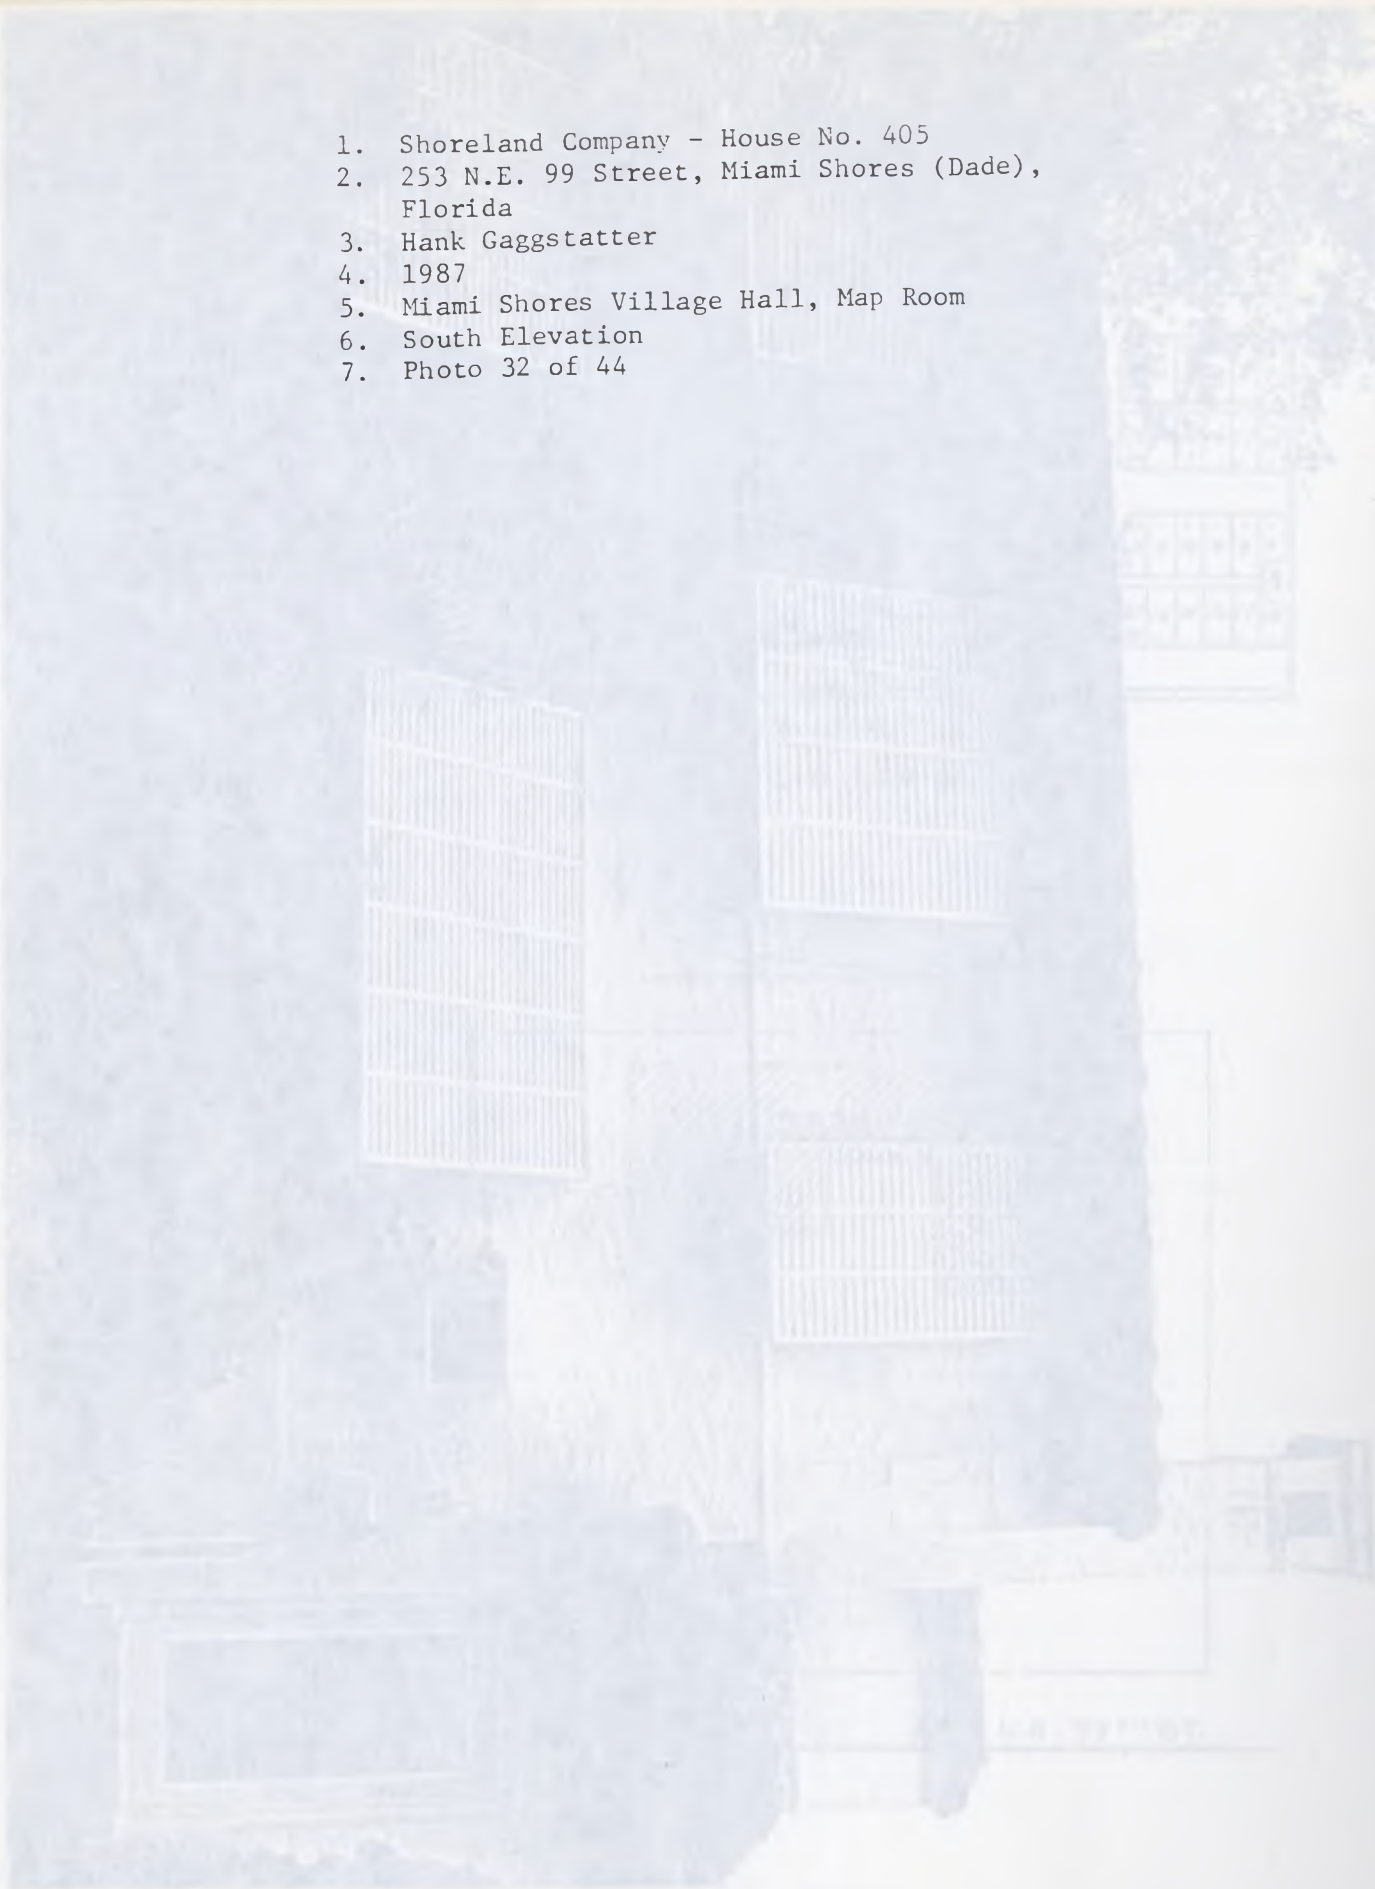 1. Shoreland Company - House No. 405
2. 253 N.E. 99 Street, Miami Shores (Dade),
Florida
3. Hank Gaggstatter
4. 1987
5. Miami Shores Village Hall, Map Room
6. South Elevation
7. Photo 32 of 44